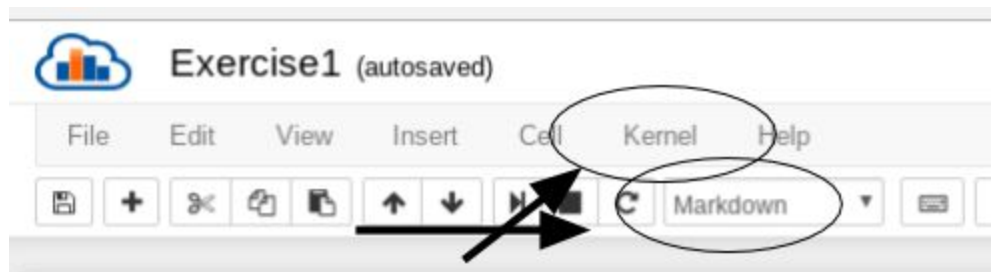 Exercise1 (autosaved)
File Edit View Insert Cell Kernel Help
Markdown